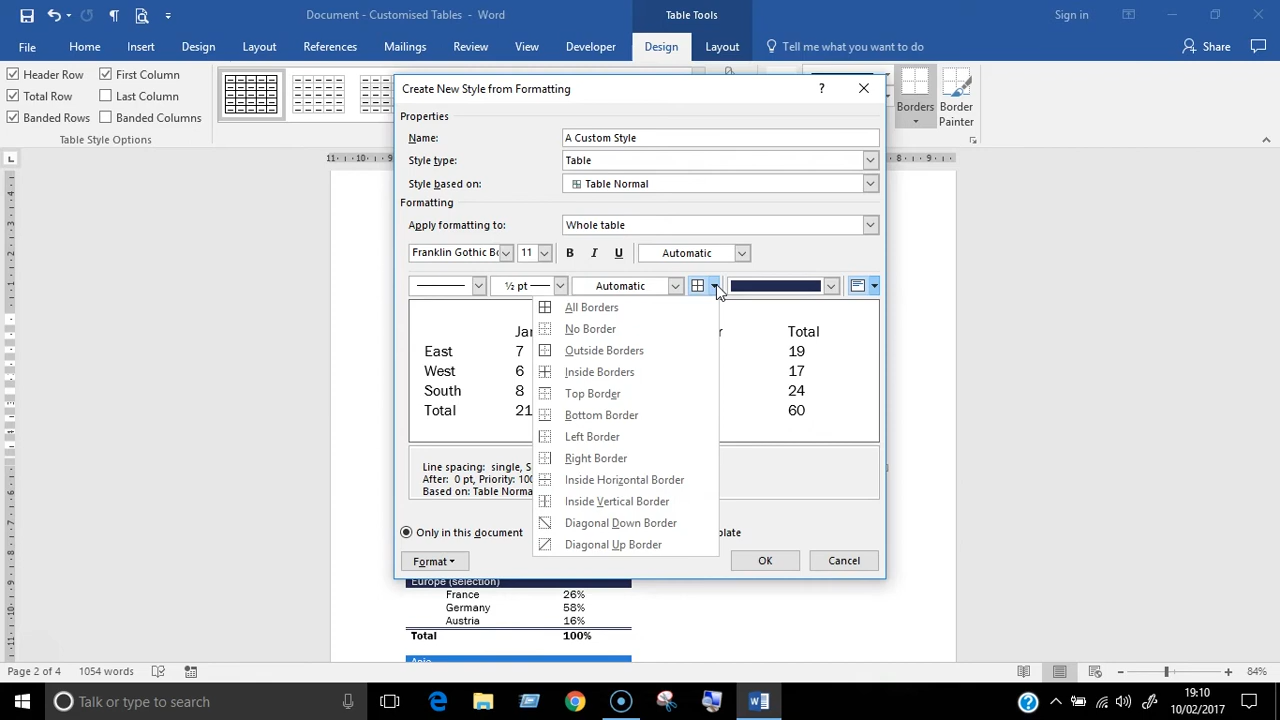 Document - Customised Tables - Word
Table Tools
Sign in
File
Home
Insert
Design
Layout
References
Mailings
Review
View
Developer
Design
Layout
Tell me what you want to do
Share
Header Row
First Column
Total Row
Last Column
Banded Rows
Banded Columns
Table Style Options
Borders
Border
Painter
Create New Style from Formatting
?
Properties
Name:
A Custom Style
Style type:
Table
Style based on:
Table Normal
Formatting
Apply formatting to:
Whole table
Franklin Gothic Bo
11
B I U
Automatic
½ pt
Automatic
All Borders
No Border
Outside Borders
Inside Borders
Top Border
Bottom Border
Left Border
Right Border
Inside Horizontal Border
Inside Vertical Border
Diagonal Down Border
Diagonal Up Border
Total
East 7 19
West 6 17
South 8 24
Total 21 60
Line spacing: single, S
After: 0 pt, Priority: 100
Based on: Table Norma
Only in this document
Format
OK
Cancel
Europe (selection)
France 26%
Germany 58%
Austria 16%
Total 100%
Asia
Page 2 of 4
1054 words
84%
Talk or type to record
19:10
10/02/2017